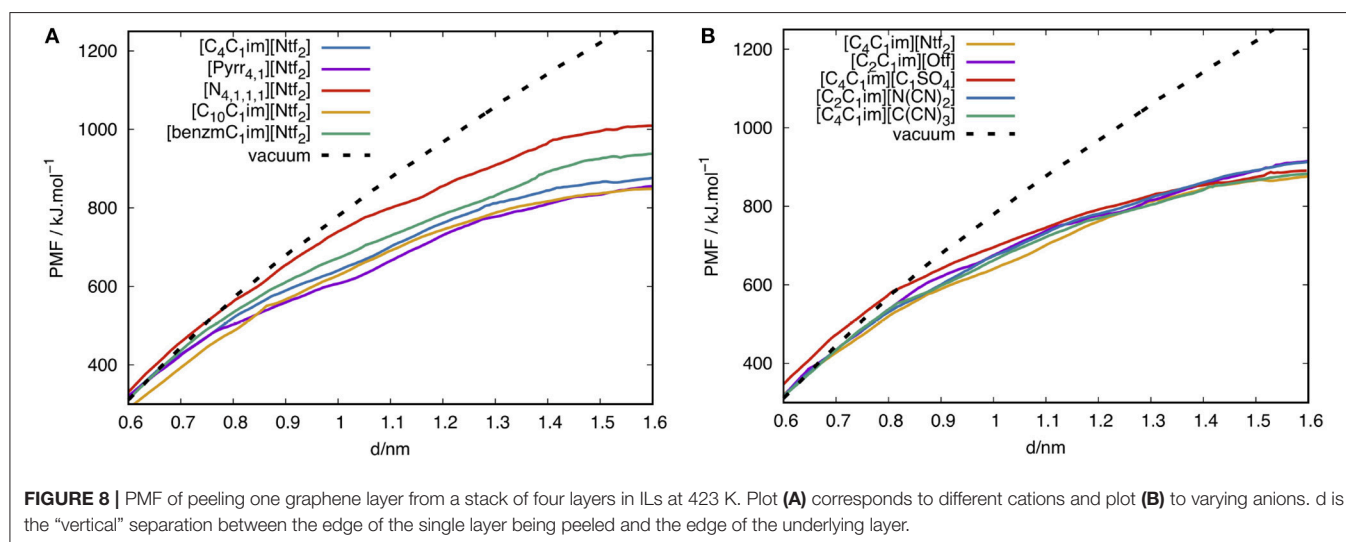 A
1200
1000
800
600
400
PMF / kJ.mol⁻¹
[C₄C₁im][Ntf₂]
[Pyrr₄,₁][Ntf₂]
[N₄,₁,₁,₁][Ntf₂]
[C₁₀C₁im][Ntf₂]
[benzmC₁im][Ntf₂]
vacuum
0.6 0.7 0.8 0.9 1 1.1 1.2 1.3 1.4 1.5 1.6
d/nm
B
1200
1000
800
600
400
PMF / kJ.mol⁻¹
[C₄C₁im][Ntf₂]
[C₂C₁im][Off]
[C₄C₁im][C₁SO₄]
[C₂C₁im][N(CN)₂]
[C₄C₁im][C(CN)₃]
vacuum
0.6 0.7 0.8 0.9 1 1.1 1.2 1.3 1.4 1.5 1.6
d/nm
FIGURE 8 | PMF of peeling one graphene layer from a stack of four layers in ILs at 423 K. Plot (A) corresponds to different cations and plot (B) to varying anions. d is
the “vertical” separation between the edge of the single layer being peeled and the edge of the underlying layer.